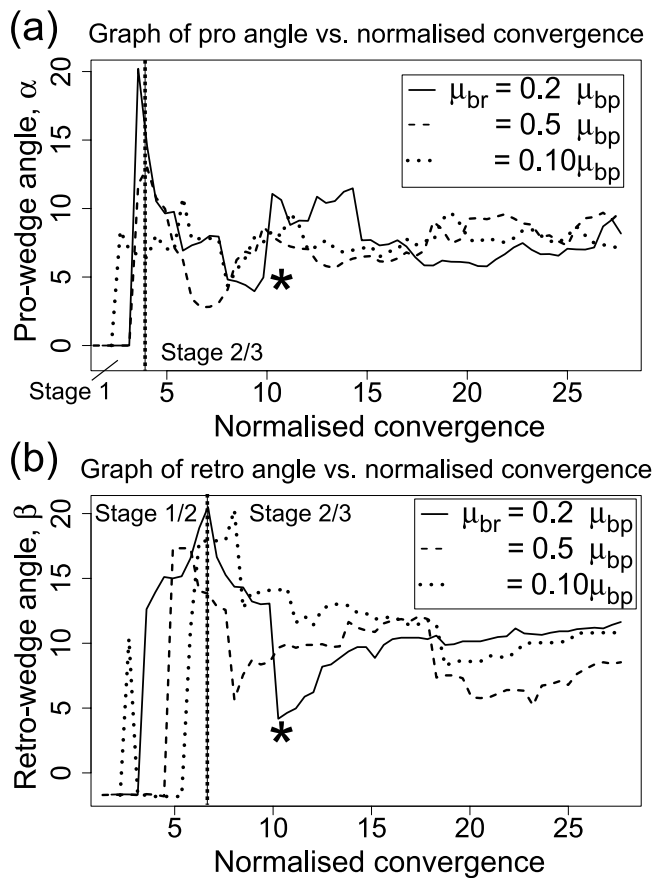 (a)
Graph of pro angle vs. normalised convergence
Pro-wedge angle, α
20
15
10
5
0
μbr = 0.2 μbp
= 0.5 μbp
= 0.10μbp
*
Stage 2/3
Stage 1
5 10 15 20 25
Normalised convergence
(b)
Graph of retro angle vs. normalised convergence
Retro-wedge angle, β
20
15
10
5
0
Stage 1/2
Stage 2/3
μbr = 0.2 μbp
= 0.5 μbp
= 0.10μbp
*
5 10 15 20 25
Normalised convergence